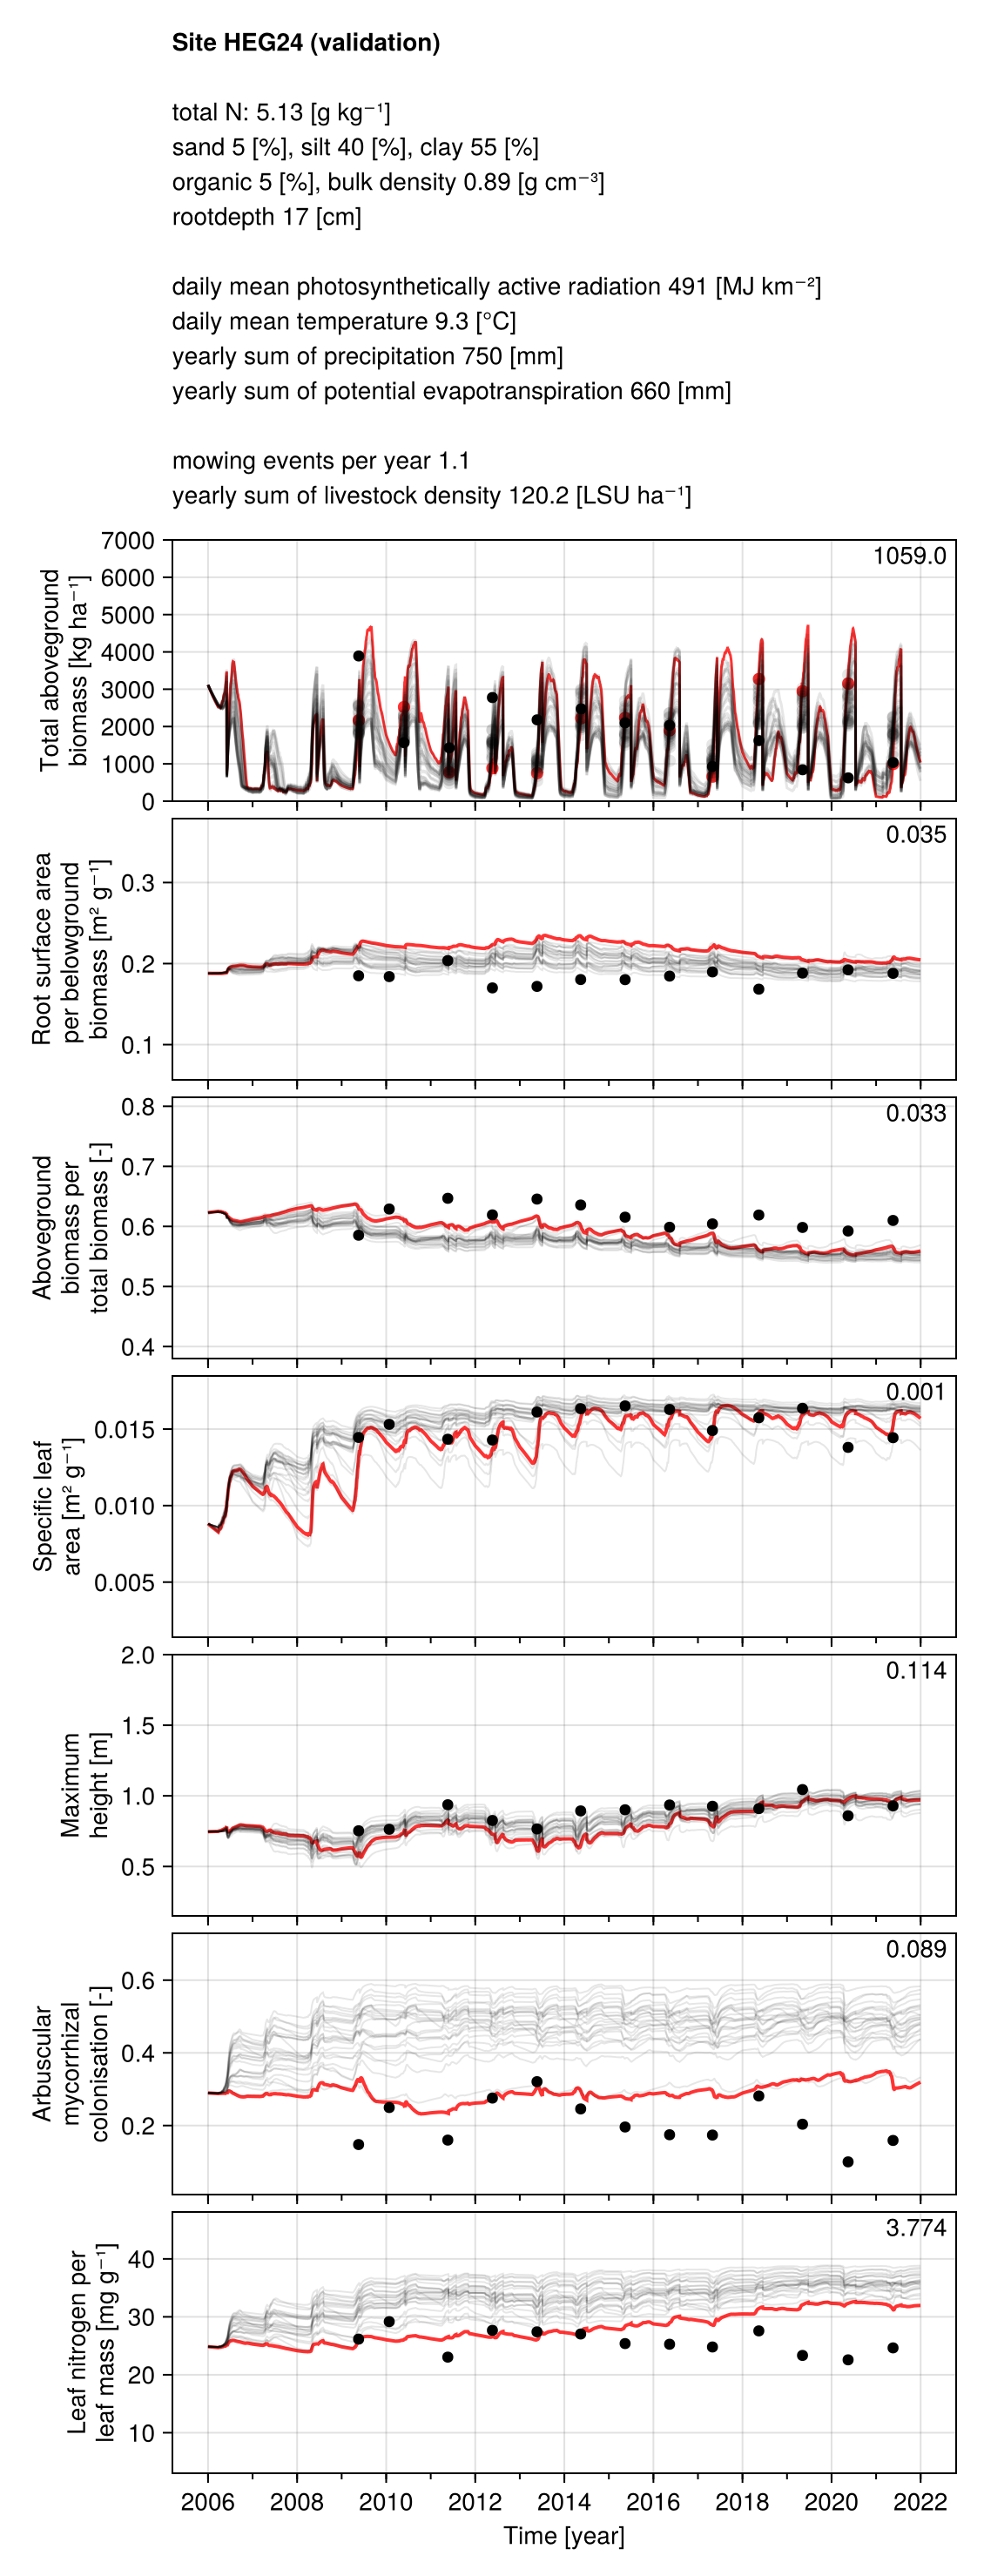 Site HEG24 (validation)
total N: 5.13 [g kg⁻¹]
sand 5 [%], silt 40 [%], clay 55 [%]
organic 5 [%], bulk density 0.89 [g cm⁻³]
rootdepth 17 [cm]
daily mean photosynthetically active radiation 491 [MJ km⁻²]
daily mean temperature 9.3 [°C]
yearly sum of precipitation 750 [mm]
yearly sum of potential evapotranspiration 660 [mm]
mowing events per year 1.1
yearly sum of livestock density 120.2 [LSU ha⁻¹]
Total aboveground
biomass [kg ha⁻¹]
7000
6000
5000
4000
3000
2000
1000
0
1059.0
Root surface area
per belowground
biomass [m² g⁻¹]
0.3
0.2
0.1
0.035
Aboveground
biomass per
total biomass [-]
0.8
0.7
0.6
0.5
0.4
0.033
Specific leaf
area [m² g⁻¹]
0.015
0.010
0.005
0.001
Maximum
height [m]
2.0
1.5
1.0
0.5
0.114
Arbuscular
mycorrhizal
colonisation [-]
0.6
0.4
0.2
0.089
Leaf nitrogen per
leaf mass [mg g⁻¹]
40
30
20
10
3.774
2006 2008 2010 2012 2014 2016 2018 2020 2022
Time [year]